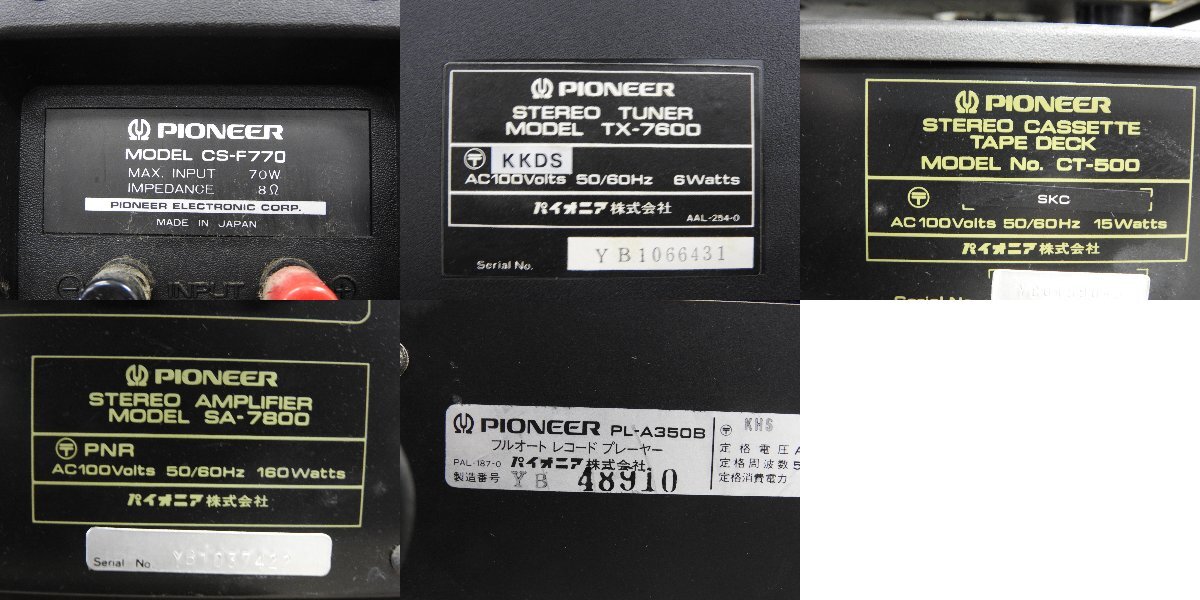 PIONEER
MODEL CS-F770
MAX. INPUT 70W
IMPEDANCE 8Ω
PIONEER ELECTRONIC CORP.
MADE IN JAPAN
⊖ INPUT ⊕
PIONEER
STEREO TUNER
MODEL TX-7600
〒 KKDS
AC100Volts 50/60Hz 6Watts
パイオニア株式会社
AAL-254-0
Serial No. YB1066431
PIONEER
STEREO CASSETTE
TAPE DECK
MODEL No. CT-500
〒 SKC
AC100Volts 50/60Hz 15Watts
パイオニア株式会社
Serial No
PIONEER
STEREO AMPLIFIER
MODEL SA-7800
〒 PNR
AC100Volts 50/60Hz 160Watts
パイオニア株式会社
Serial No
PIONEER PL-A350B
フルオート レコード プレーヤー
PAL-187-0 パイオニア株式会社
製造番号 YB 48910
〒 KHS
定格電圧A
定格周波数5
定格消費電力